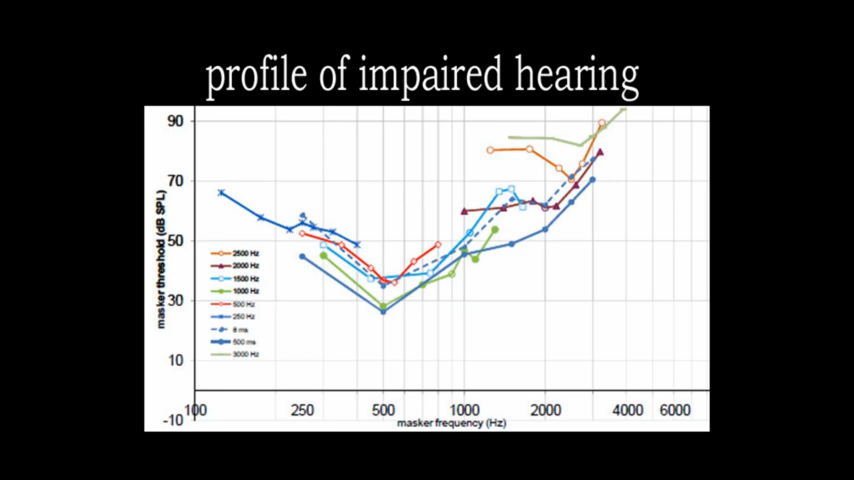 profile of impaired hearing
90
70
50
30
10
-10
masker threshold (dB SPL)
2500 Hz
2000 Hz
1500 Hz
1000 Hz
500 Hz
250 Hz
8 ms
500 ms
3000 Hz
100 250 500 1000 2000 4000 6000
masker frequency (Hz)